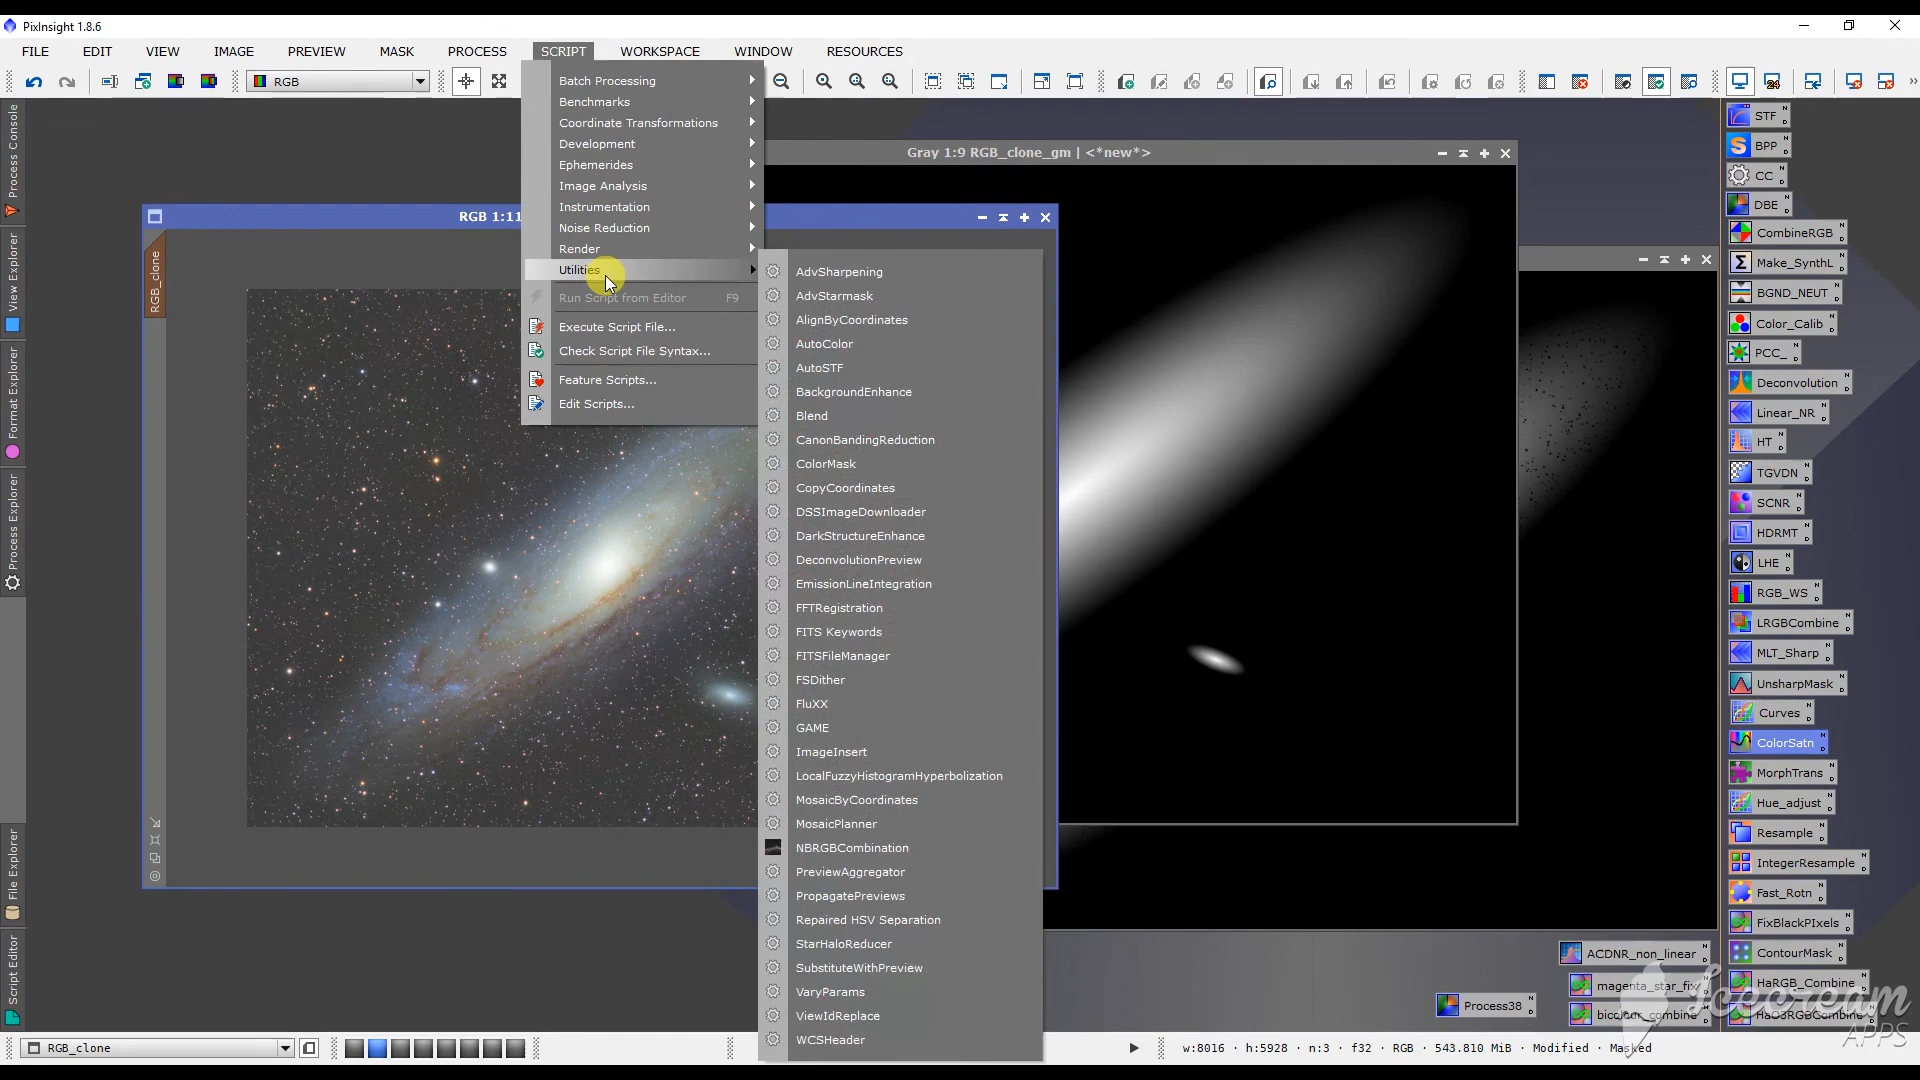 PixInsight 1.8.6
FILE EDIT VIEW IMAGE PREVIEW MASK PROCESS SCRIPT WORKSPACE WINDOW RESOURCES
RGB
24
Process Console
View Explorer
Format Explorer
Process Explorer
File Explorer
Script Editor
Batch Processing
Benchmarks
Coordinate Transformations
Development
Ephemerides
Image Analysis
Instrumentation
Noise Reduction
Render
Utilities
Run Script from Editor F9
Execute Script File...
Check Script File Syntax...
Feature Scripts...
Edit Scripts...
RGB 1:11
RGB_clone
Gray 1:9 RGB_clone_gm | <*new*>
AdvSharpening
AdvStarmask
AlignByCoordinates
AutoColor
AutoSTF
BackgroundEnhance
Blend
CanonBandingReduction
ColorMask
CopyCoordinates
DSSImageDownloader
DarkStructureEnhance
DeconvolutionPreview
EmissionLineIntegration
FFTRegistration
FITS Keywords
FITSFileManager
FSDither
FluXX
GAME
ImageInsert
LocalFuzzyHistogramHyperbolization
MosaicByCoordinates
MosaicPlanner
NBRGBCombination
PreviewAggregator
PropagatePreviews
Repaired HSV Separation
StarHaloReducer
SubstituteWithPreview
VaryParams
ViewIdReplace
WCSHeader
STF
BPP
CC
DBE
CombineRGB
Make_SynthL
BGND_NEUT
Color_Calib
PCC_
Deconvolution
Linear_NR
HT
TGVDN
SCNR
HDRMT
LHE
RGB_WS
LRGBCombine
MLT_Sharp
UnsharpMask
Curves
ColorSatn
MorphTrans
Hue_adjust
Resample
IntegerResample
Fast_Rotn
FixBlackPIxels
ContourMask
HaRGB_Combine
HaO3RGBCombine
ACDNR_non_linear
magenta_star_fix
bicolour_combine
Process38
Icecream
APPS
RGB_clone
w:8016 · h:5928 · n:3 · f32 · RGB · 543.810 MiB · Modified · Masked